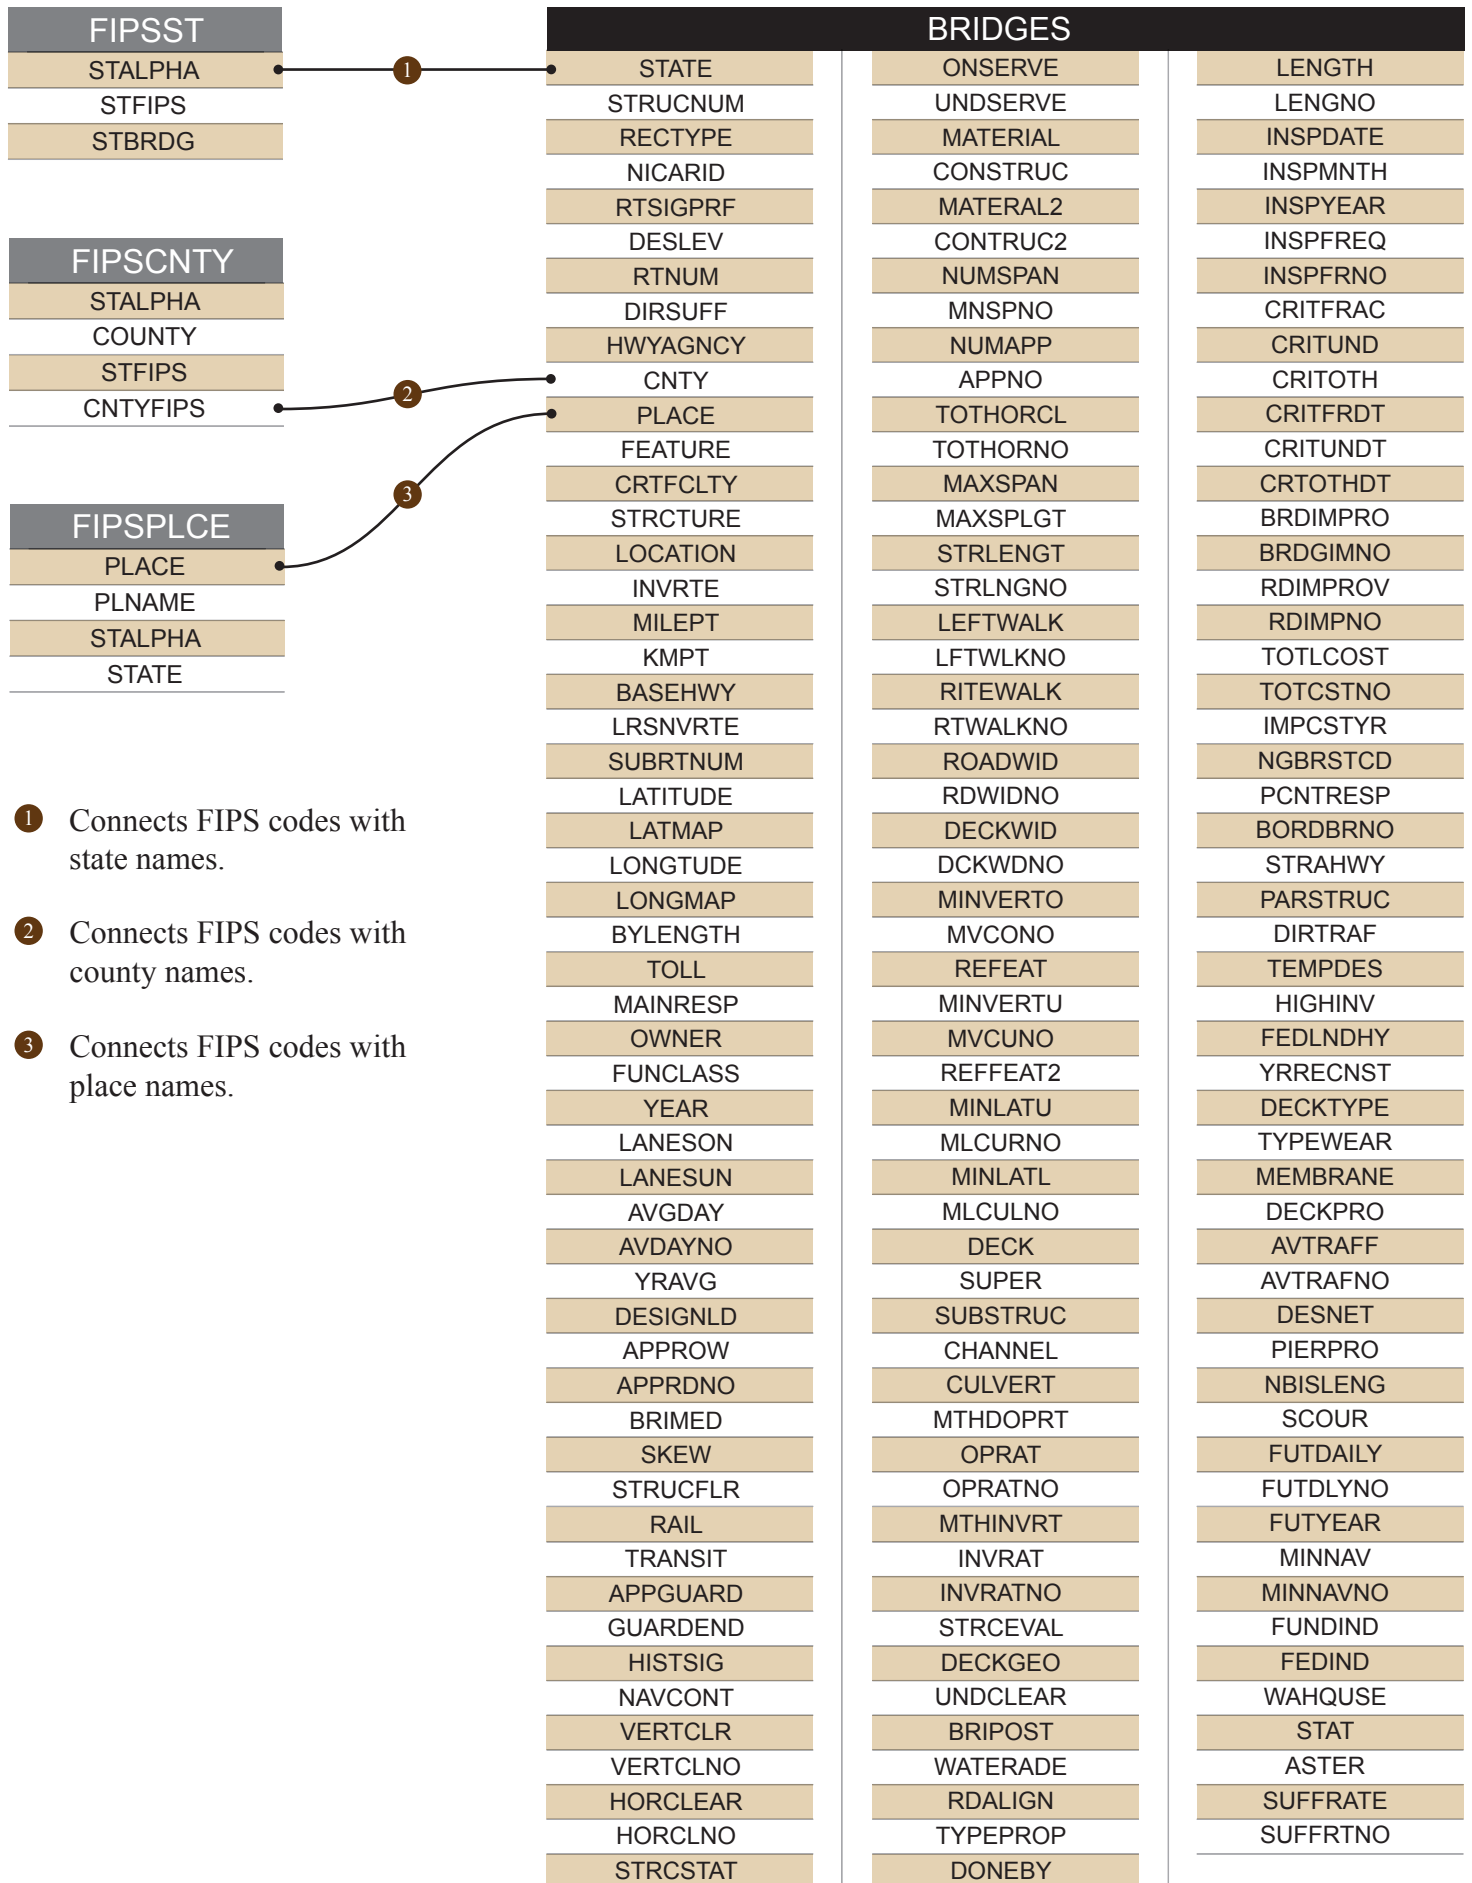 FIPSST
STALPHA
STFIPS
STBRDG
FIPSCNTY
STALPHA
COUNTY
STFIPS
CNTYFIPS
FIPSPLCE
PLACE
PLNAME
STALPHA
STATE
1
2
3
1 Connects FIPS codes with
state names.
2 Connects FIPS codes with
county names.
3 Connects FIPS codes with
place names.
BRIDGES
STATE
STRUCNUM
RECTYPE
NICARID
RTSIGPRF
DESLEV
RTNUM
DIRSUFF
HWYAGNCY
CNTY
PLACE
FEATURE
CRTFCLTY
STRCTURE
LOCATION
INVRTE
MILEPT
KMPT
BASEHWY
LRSNVRTE
SUBRTNUM
LATITUDE
LATMAP
LONGTUDE
LONGMAP
BYLENGTH
TOLL
MAINRESP
OWNER
FUNCLASS
YEAR
LANESON
LANESUN
AVGDAY
AVDAYNO
YRAVG
DESIGNLD
APPROW
APPRDNO
BRIMED
SKEW
STRUCFLR
RAIL
TRANSIT
APPGUARD
GUARDEND
HISTSIG
NAVCONT
VERTCLR
VERTCLNO
HORCLEAR
HORCLNO
STRCSTAT
ONSERVE
UNDSERVE
MATERIAL
CONSTRUC
MATERAL2
CONTRUC2
NUMSPAN
MNSPNO
NUMAPP
APPNO
TOTHORCL
TOTHORNO
MAXSPAN
MAXSPLGT
STRLENGT
STRLNGNO
LEFTWALK
LFTWLKNO
RITEWALK
RTWALKNO
ROADWID
RDWIDNO
DECKWID
DCKWDNO
MINVERTO
MVCONO
REFEAT
MINVERTU
MVCUNO
REFFEAT2
MINLATU
MLCURNO
MINLATL
MLCULNO
DECK
SUPER
SUBSTRUC
CHANNEL
CULVERT
MTHDOPRT
OPRAT
OPRATNO
MTHINVRT
INVRAT
INVRATNO
STRCEVAL
DECKGEO
UNDCLEAR
BRIPOST
WATERADE
RDALIGN
TYPEPROP
DONEBY
LENGTH
LENGNO
INSPDATE
INSPMNTH
INSPYEAR
INSPFREQ
INSPFRNO
CRITFRAC
CRITUND
CRITOTH
CRITFRDT
CRITUNDT
CRTOTHDT
BRDIMPRO
BRDGIMNO
RDIMPROV
RDIMPNO
TOTLCOST
TOTCSTNO
IMPCSTYR
NGBRSTCD
PCNTRESP
BORDBRNO
STRAHWY
PARSTRUC
DIRTRAF
TEMPDES
HIGHINV
FEDLNDHY
YRRECNST
DECKTYPE
TYPEWEAR
MEMBRANE
DECKPRO
AVTRAFF
AVTRAFNO
DESNET
PIERPRO
NBISLENG
SCOUR
FUTDAILY
FUTDLYNO
FUTYEAR
MINNAV
MINNAVNO
FUNDIND
FEDIND
WAHQUSE
STAT
ASTER
SUFFRATE
SUFFRTNO